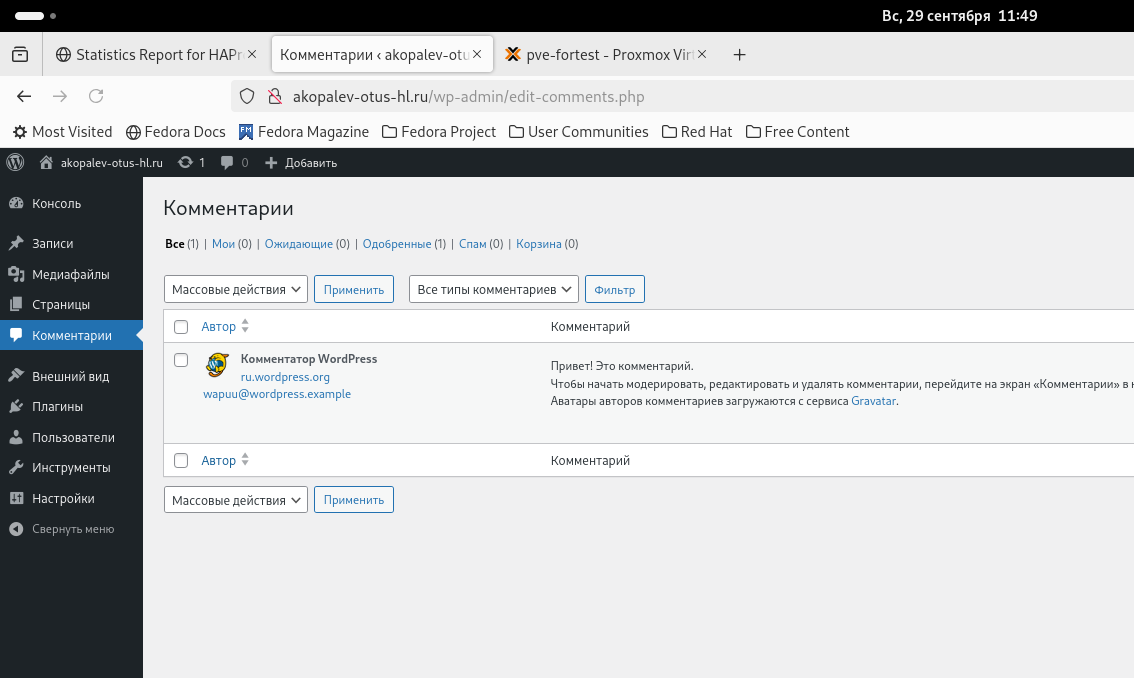 Вс, 29 сентября 11:49
Statistics Report for HAPr
Комментарии ‹ akopalev-otu
pve-fortest - Proxmox Virt
akopalev-otus-hl.ru/wp-admin/edit-comments.php
Most Visited Fedora Docs Fedora Magazine Fedora Project User Communities Red Hat Free Content
akopalev-otus-hl.ru 1 0 Добавить
Консоль
Записи
Медиафайлы
Страницы
Комментарии
Внешний вид
Плагины
Пользователи
Инструменты
Настройки
Свернуть меню
Комментарии
Все (1) | Мои (0) | Ожидающие (0) | Одобренные (1) | Спам (0) | Корзина (0)
Массовые действия Применить Все типы комментариев Фильтр
Автор Комментарий
Комментатор WordPress
ru.wordpress.org
wapuu@wordpress.example
Привет! Это комментарий.
Чтобы начать модерировать, редактировать и удалять комментарии, перейдите на экран «Комментарии» в
Аватары авторов комментариев загружаются с сервиса Gravatar.
Автор Комментарий
Массовые действия Применить